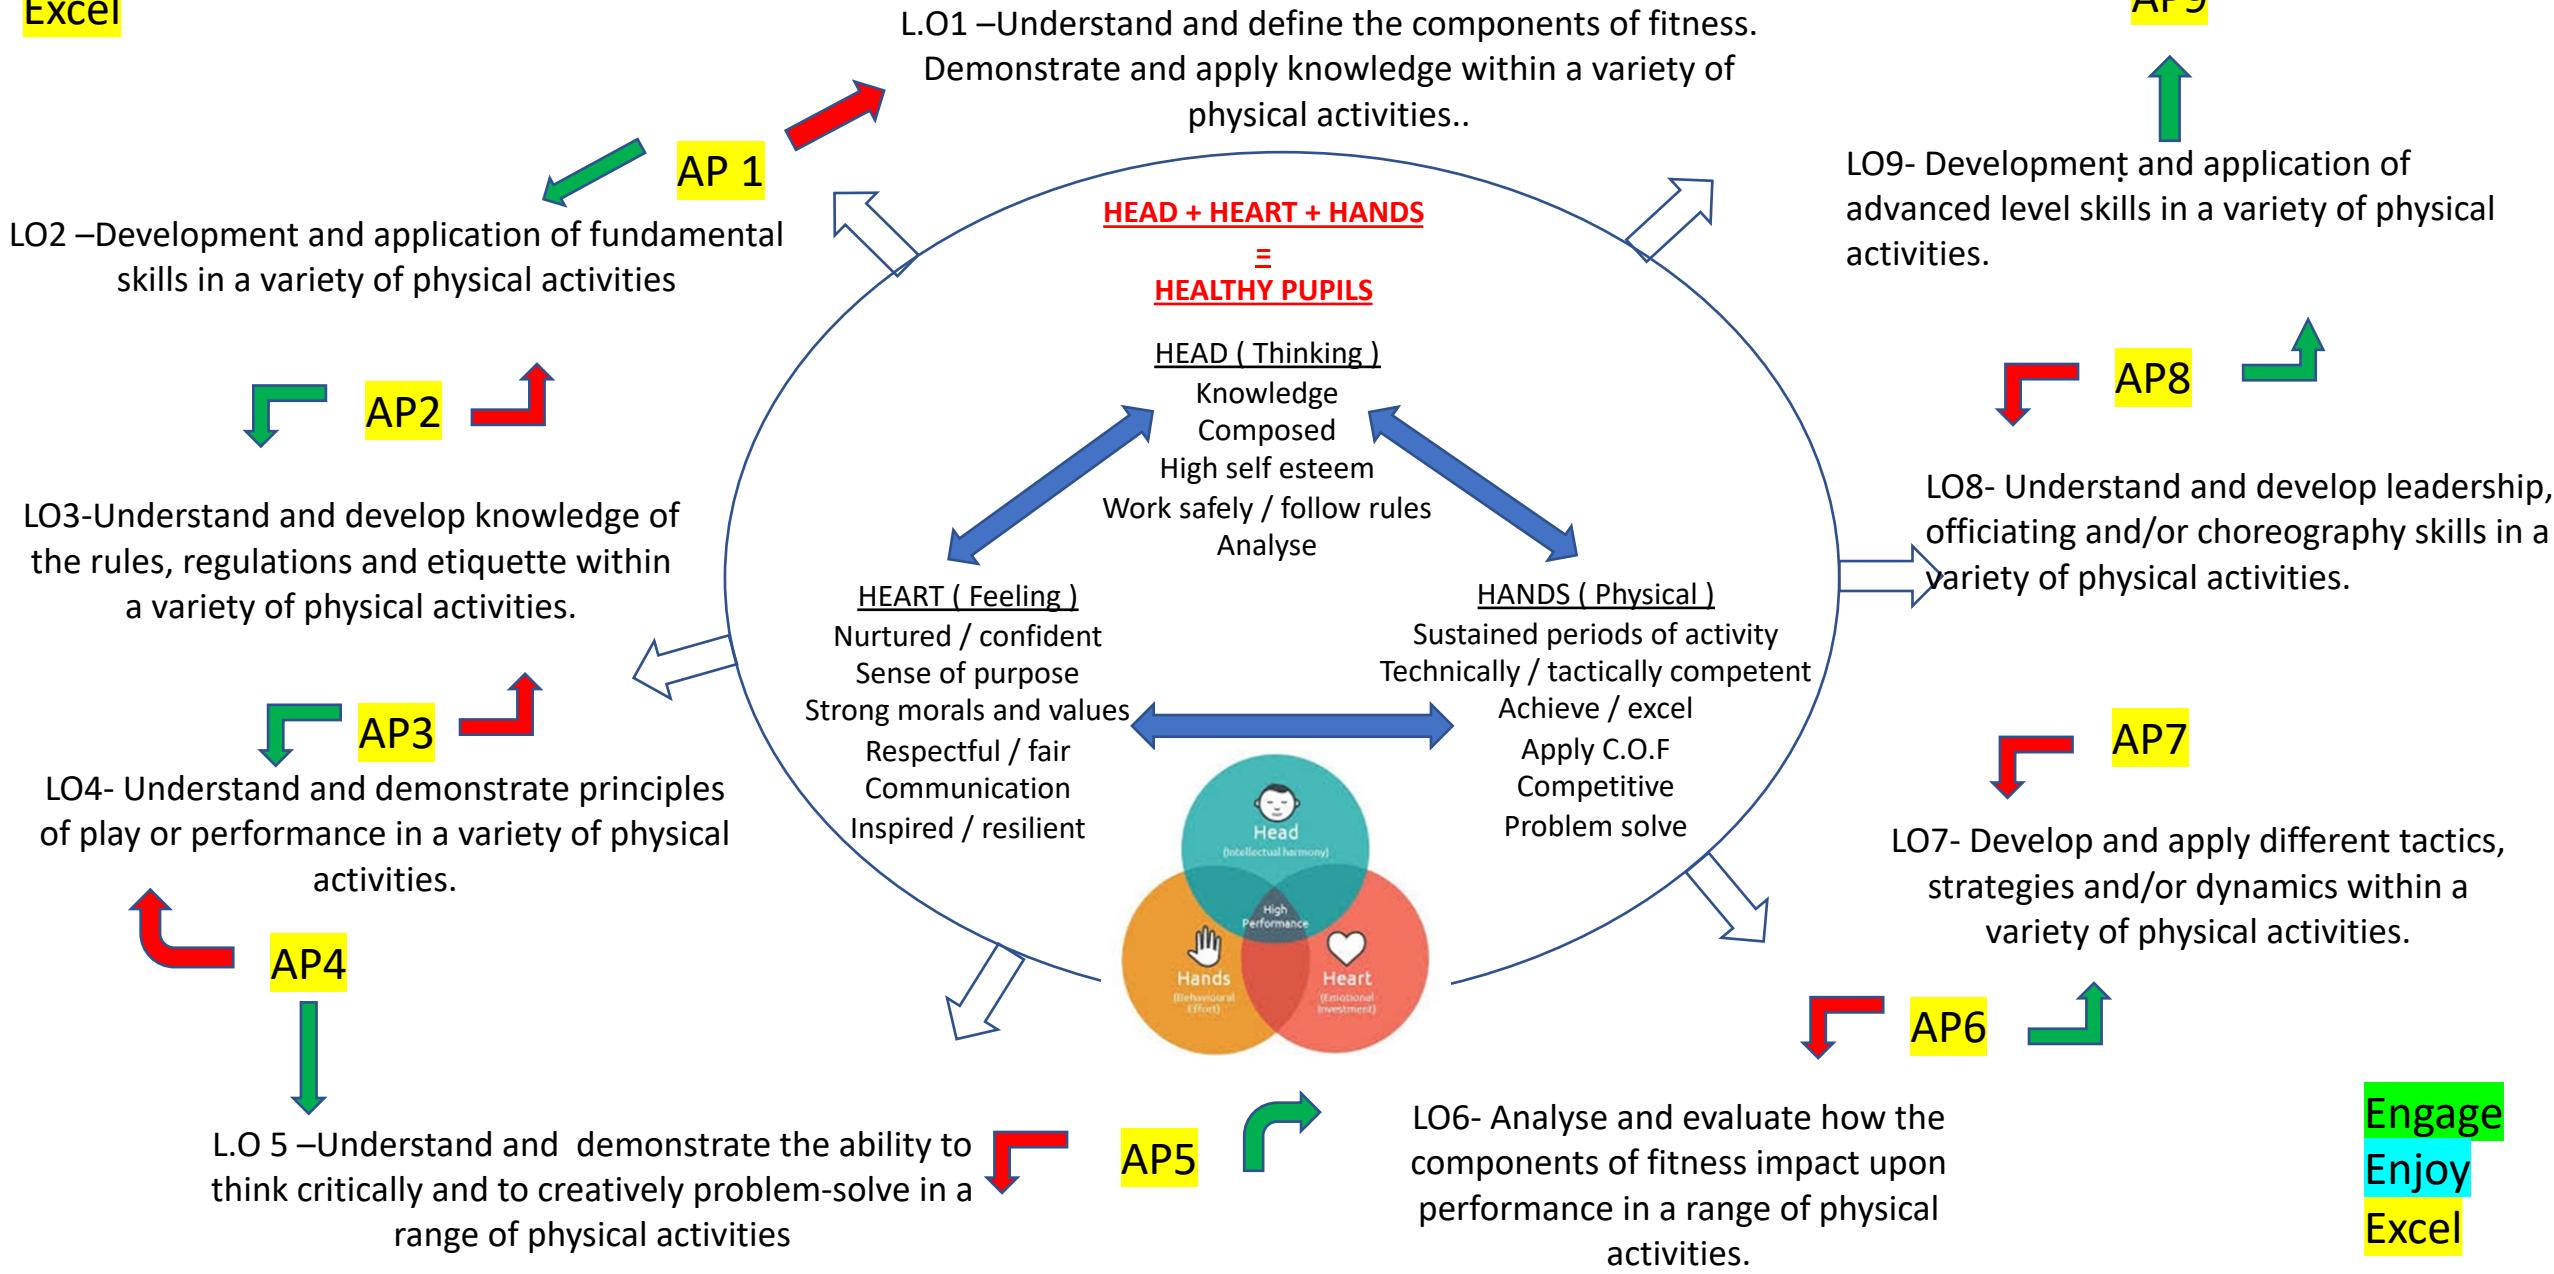 Excel
AP9
L.O1 –Understand and define the components of fitness.
Demonstrate and apply knowledge within a variety of
physical activities..
AP 1
LO2 –Development and application of fundamental
skills in a variety of physical activities
AP2
LO3-Understand and develop knowledge of
the rules, regulations and etiquette within
a variety of physical activities.
AP3
LO4- Understand and demonstrate principles
of play or performance in a variety of physical
activities.
AP4
L.O 5 –Understand and  demonstrate the ability to
think critically and to creatively problem-solve in a
range of physical activities
AP5
HEAD + HEART + HANDS
=
HEALTHY PUPILS
HEAD ( Thinking )
Knowledge
Composed
High self esteem
Work safely / follow rules
Analyse
HEART ( Feeling )
Nurtured / confident
Sense of purpose
Strong morals and values
Respectful / fair
Communication
Inspired / resilient
HANDS ( Physical )
Sustained periods of activity
Technically / tactically competent
Achieve / excel
Apply C.O.F
Competitive
Problem solve
Head
(Intellectual harmony)
High
Performance
Hands
(Behavioural
Effort)
Heart
(Emotional
Investment)
LO9- Development and application of
advanced level skills in a variety of physical
activities.
.
AP8
LO8- Understand and develop leadership,
officiating and/or choreography skills in a
variety of physical activities.
AP7
LO7- Develop and apply different tactics,
strategies and/or dynamics within a
variety of physical activities.
AP6
LO6- Analyse and evaluate how the
components of fitness impact upon
performance in a range of physical
activities.
Engage
Enjoy
Excel